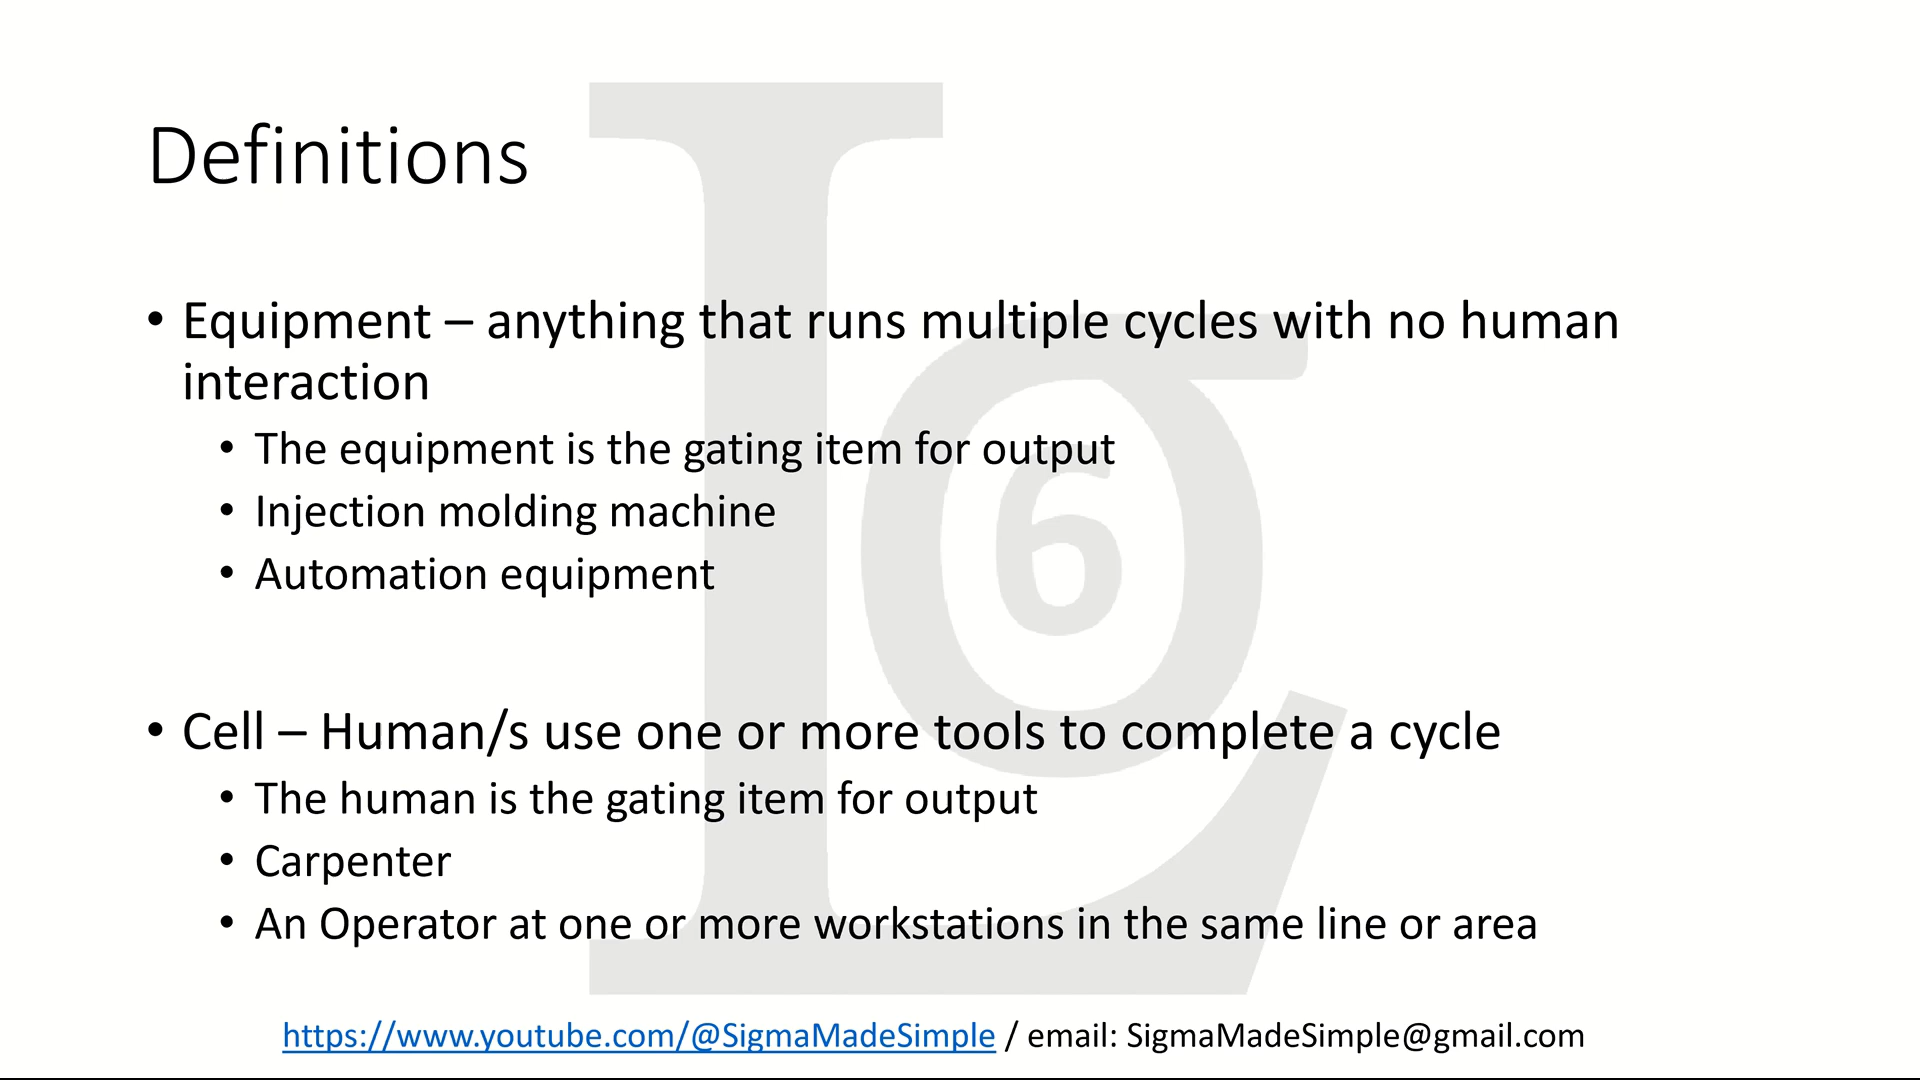 Definitions
• Equipment – anything that runs multiple cycles with no human
interaction
• The equipment is the gating item for output
• Injection molding machine
• Automation equipment
• Cell – Human/s use one or more tools to complete a cycle
• The human is the gating item for output
• Carpenter
• An Operator at one or more workstations in the same line or area
https://www.youtube.com/@SigmaMadeSimple / email: SigmaMadeSimple@gmail.com
L
σ
6